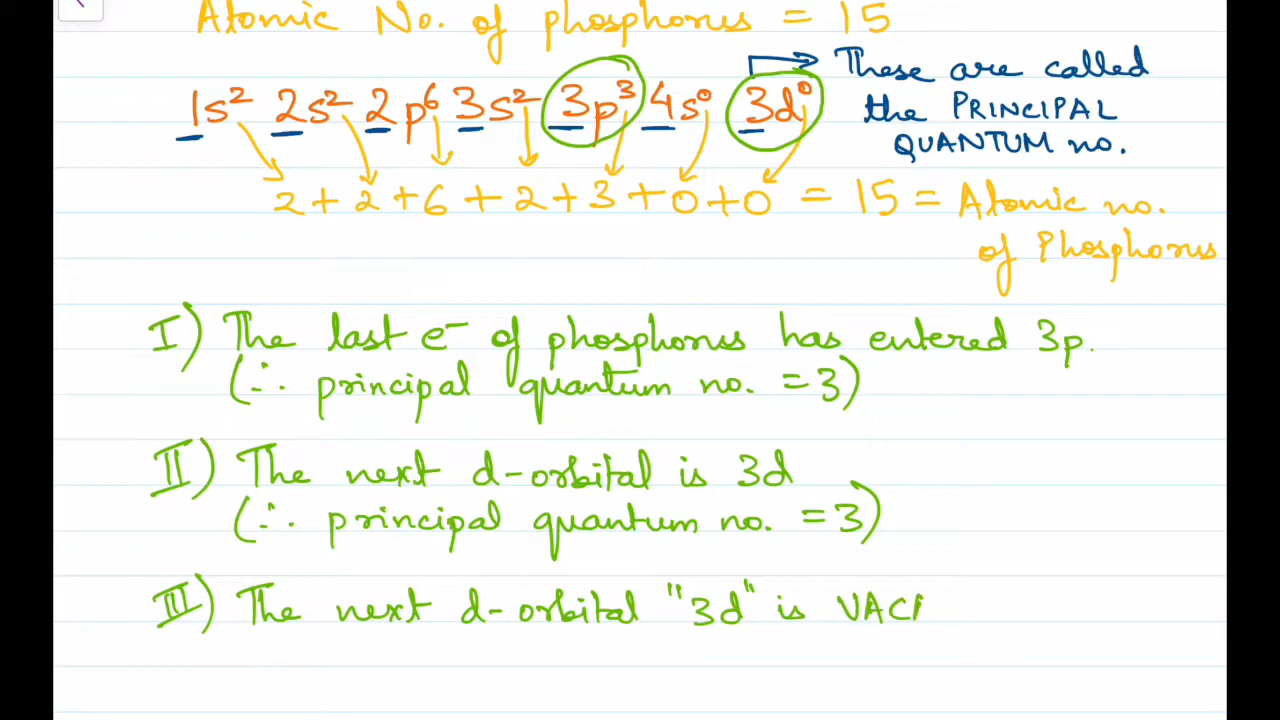 Atomic No. of phosphorus = 15
1s² 2s² 2p⁶ 3s² 3p³ 4s⁰ 3d⁰
These are called
the PRINCIPAL
QUANTUM no.
2 + 2 + 6 + 2 + 3 + 0 + 0 = 15 = Atomic no.
of Phosphorus
I) The last e⁻ of phosphorus has entered 3p.
(∴ principal quantum no. = 3)
II) The next d-orbital is 3d
(∴ principal quantum no. = 3)
III) The next d-orbital "3d" is VAC